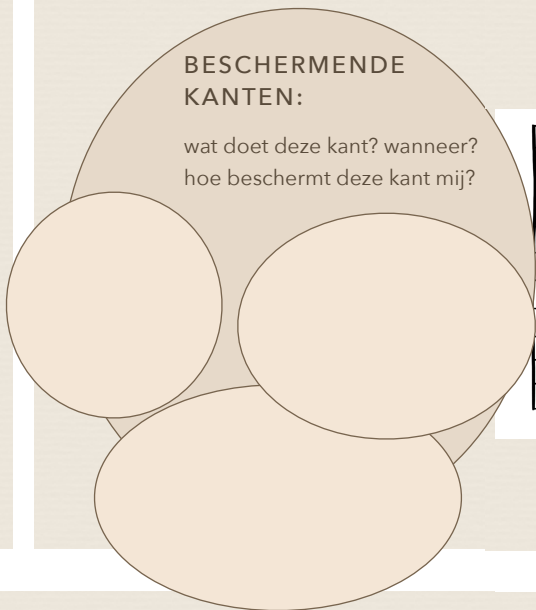 BESCHERMENDE
KANTEN:
wat doet deze kant? wanneer?
hoe beschermt deze kant mij?